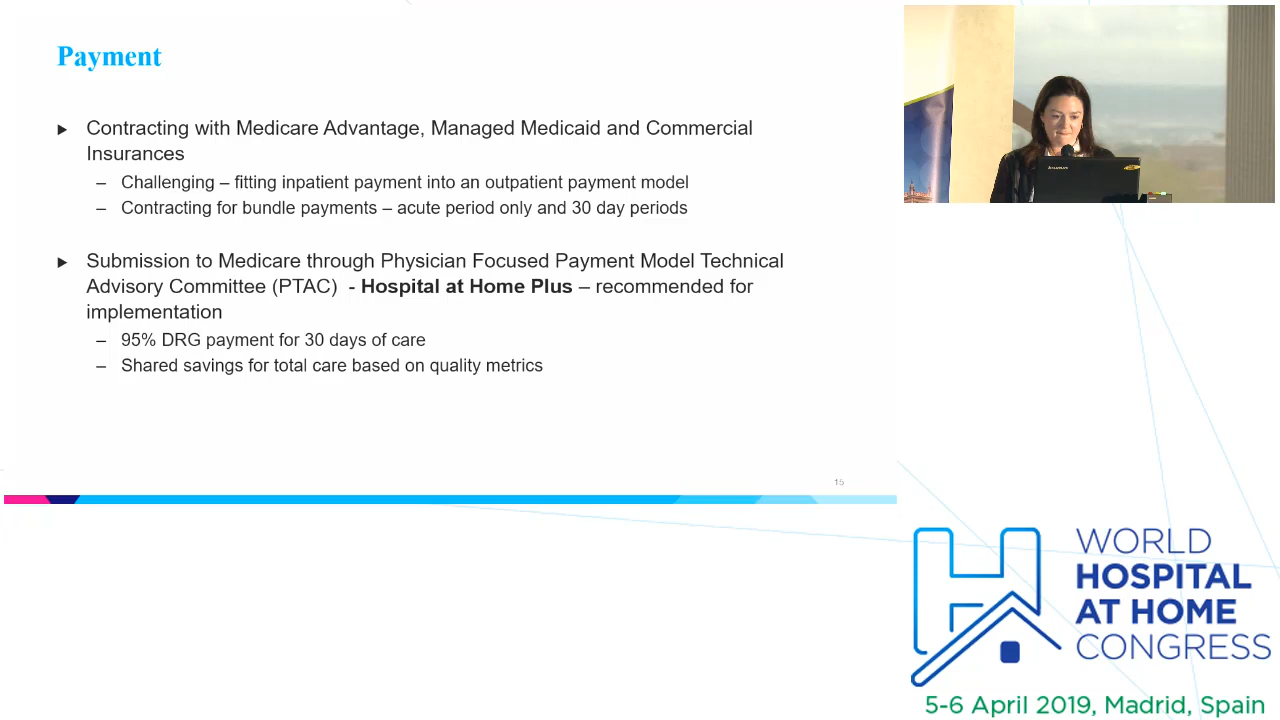 Payment
▶ Contracting with Medicare Advantage, Managed Medicaid and Commercial
Insurances
– Challenging – fitting inpatient payment into an outpatient payment model
– Contracting for bundle payments – acute period only and 30 day periods
▶ Submission to Medicare through Physician Focused Payment Model Technical
Advisory Committee (PTAC) - Hospital at Home Plus – recommended for
implementation
– 95% DRG payment for 30 days of care
– Shared savings for total care based on quality metrics
15
WORLD
HOSPITAL
AT HOME
CONGRESS
5-6 April 2019, Madrid, Spain